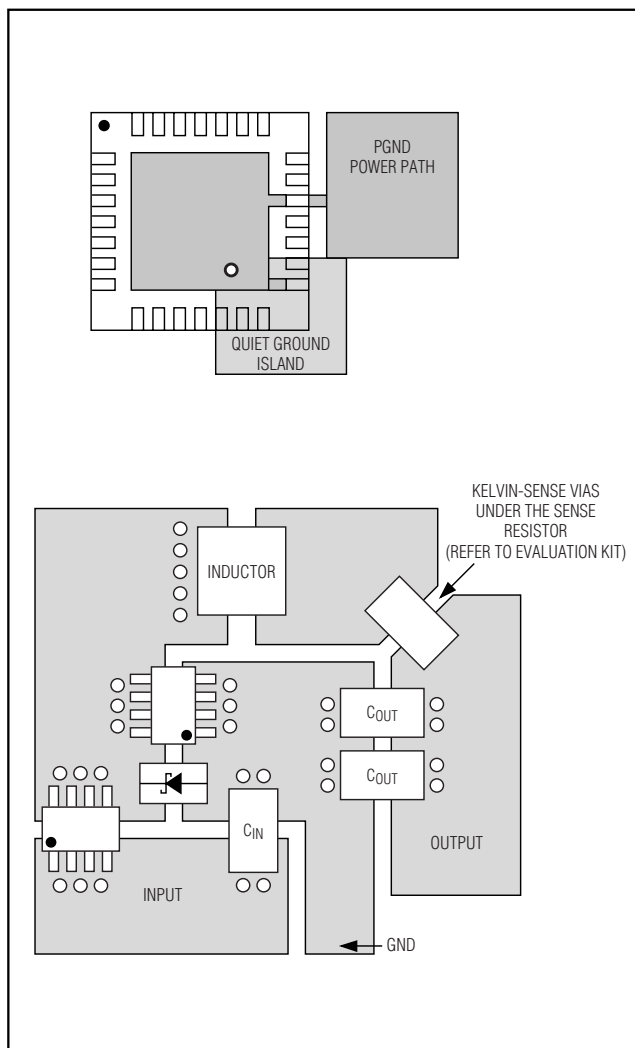 PGND
POWER PATH
QUIET GROUND
ISLAND
KELVIN-SENSE VIAS
UNDER THE SENSE
RESISTOR
(REFER TO EVALUATION KIT)
INDUCTOR
COUT
COUT
CIN
OUTPUT
INPUT
GND